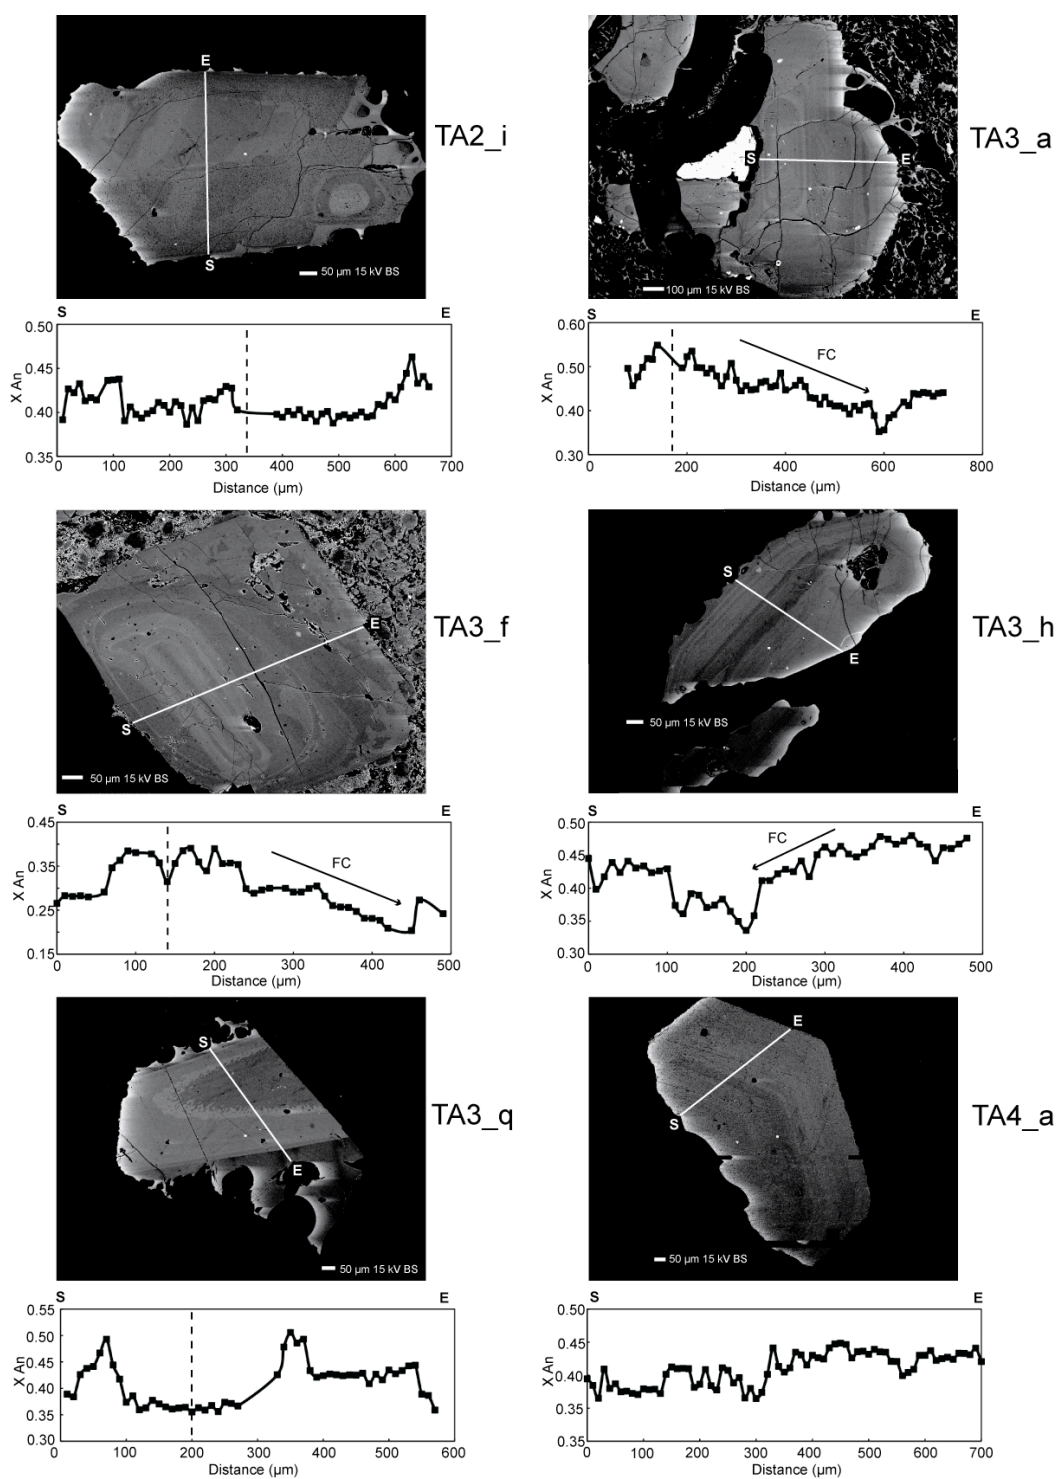 E
S
50 µm 15 kV BS
TA2_i
S
E
100 µm 15 kV BS
TA3_a
S
E
0.50
0.45
0.40
0.35
X An
0
100
200
300
400
500
600
700
Distance (µm)
S
E
0.60
0.50
0.40
0.30
X An
FC
0
200
400
600
800
Distance (µm)
E
S
50 µm 15 kV BS
TA3_f
S
E
50 µm 15 kV BS
TA3_h
S
E
0.45
0.35
0.25
0.15
X An
FC
0
100
200
300
400
500
Distance (µm)
S
E
0.50
0.45
0.40
0.35
0.30
X An
FC
0
100
200
300
400
500
Distance (µm)
S
E
50 µm 15 kV BS
TA3_q
E
S
50 µm 15 kV BS
TA4_a
S
E
0.55
0.50
0.45
0.40
0.35
0.30
X An
0
100
200
300
400
500
600
Distance (µm)
S
E
0.50
0.45
0.40
0.35
0.35
X An
0
100
200
300
400
500
600
700
Distance (µm)